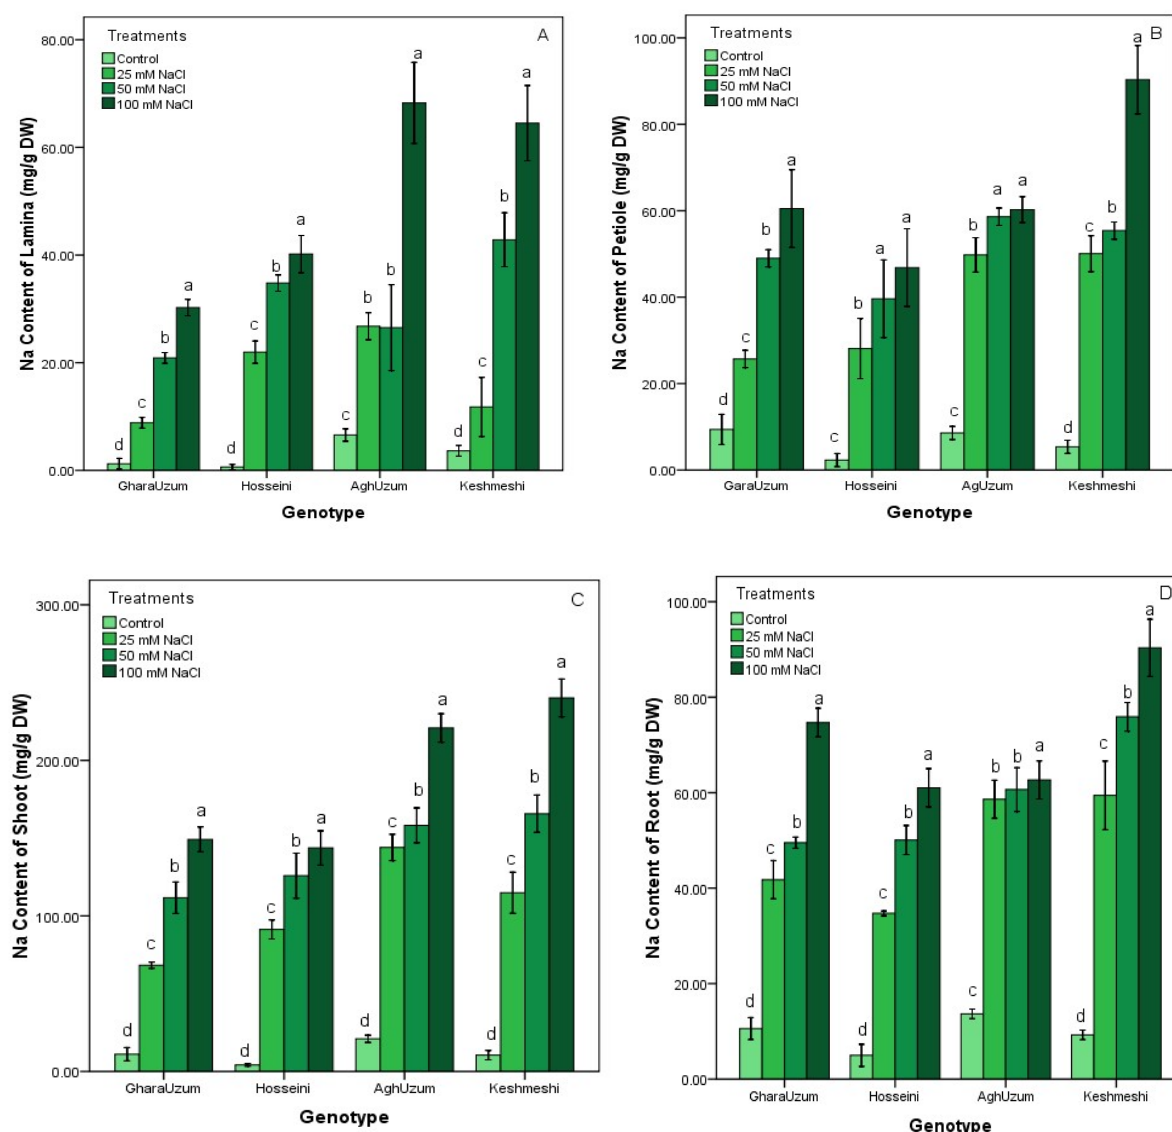 Treatments
Control
25 mM NaCl
50 mM NaCl
100 mM NaCl
A
Na Content of Lamina (mg/g DW)
80.00
60.00
40.00
20.00
0.00
d c b a
d c b a
c b b a
d c b a
GharaUzum Hosseini AghUzum Keshmeshi
Genotype
Treatments
Control
25 mM NaCl
50 mM NaCl
100 mM NaCl
B
Na Content of Petiole (mg/g DW)
100.00
80.00
60.00
40.00
20.00
0.00
d c b a
c b a a
c b a a
d c b a
GaraUzum Hosseini AgUzum Keshmeshi
Genotype
Treatments
Control
25 mM NaCl
50 mM NaCl
100 mM NaCl
C
Na Content of Shoot (mg/g DW)
300.00
200.00
100.00
0.00
d c b a
d c b a
d c b a
d c b a
GharaUzum Hosseini AghUzum Keshmeshi
Genotype
Treatments
Control
25 mM NaCl
50 mM NaCl
100 mM NaCl
D
Na Content of Root (mg/g DW)
100.00
80.00
60.00
40.00
20.00
0.00
d c b a
d c b a
c b b a
d c b a
GharaUzum Hosseini AghUzum Keshmeshi
Genotype